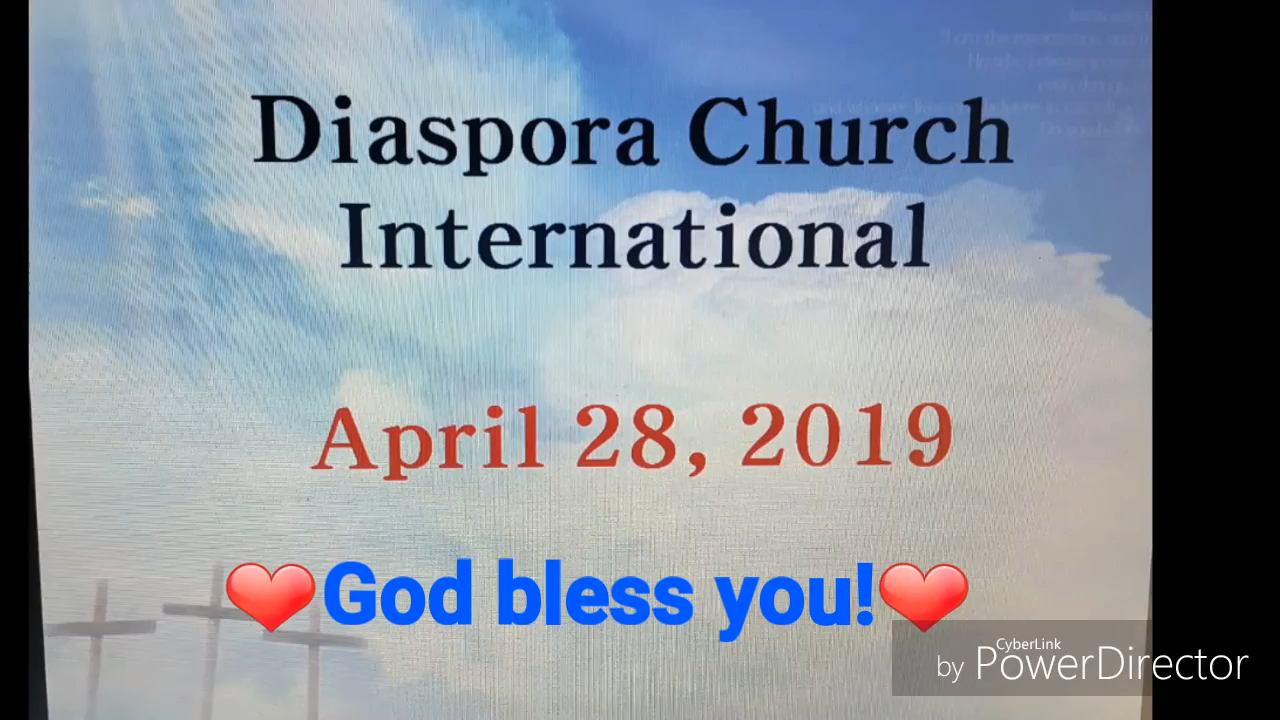 Diaspora Church
International
April 28, 2019
❤God bless you!❤
CyberLink
by PowerDirector